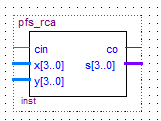 pfs_rca
cin co
x[3..0] s[3..0]
y[3..0]
inst